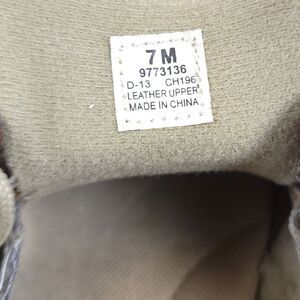 7 M
9773136
D-13 CH196
LEATHER UPPER
MADE IN CHINA